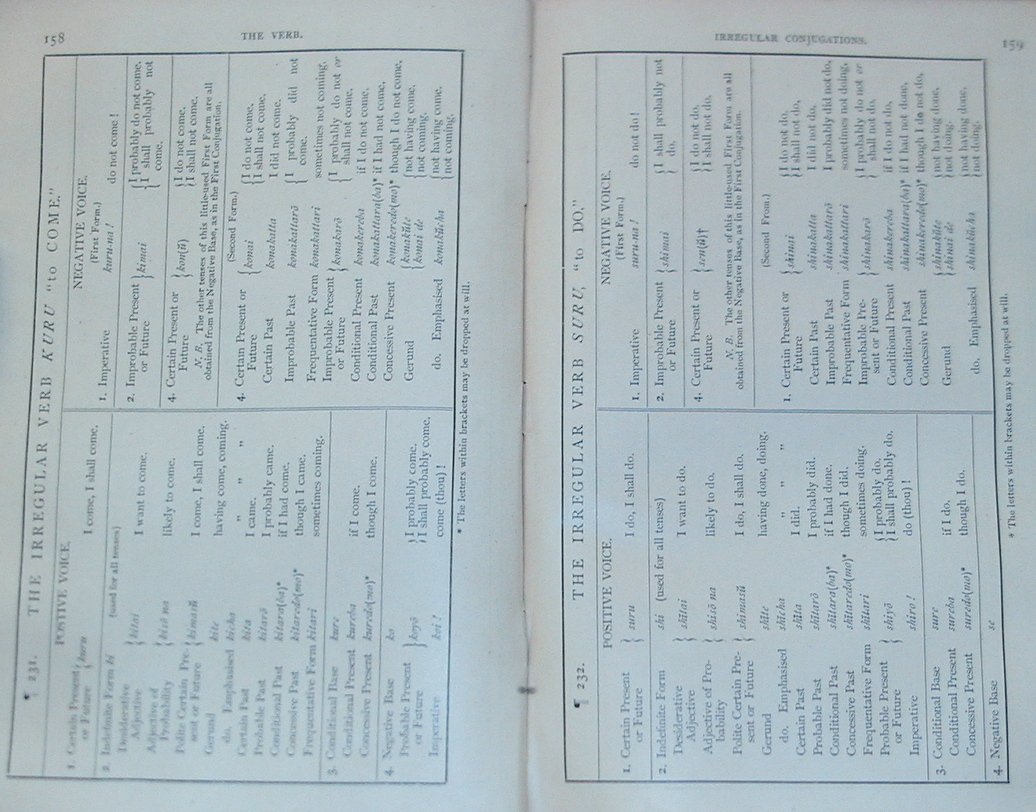 158
THE VERB.
¶ 231. THE IRREGULAR VERB KURU "to COME."
POSITIVE VOICE.
1. Certain Present or Future } kuru I come, I shall come.
2. Indefinite Form ki (used for all tenses)
Desiderative Adjective } kitai I want to come.
Adjective of Probability } kisō na likely to come.
Polite Certain Present or Future } kimasŭ I come, I shall come.
Gerund kite having come, coming.
do. Emphasised kicha „ „ „
Certain Past kita I came.
Probable Past kitarō I probably came.
Conditional Past kitara(ba)* if I had come.
Concessive Past kitaredo(mo)* though I came.
Frequentative Form kitari sometimes coming.
3. Conditional Base kure
Conditional Present kureba if I come.
Concessive Present kuredo(mo)* though I come.
4. Negative Base ko
Probable Present or Future } koyō { I probably come, I shall probably come.
Imperative koi ! come (thou) !
NEGATIVE VOICE.
(First Form.)
1. Imperative kuru-na ! do not come !
2. Improbable Present or Future } kimai { I probably do not come, I shall probably not come.
4. Certain Present or Future } kon(ŭ) { I do not come, I shall not come.
N. B. The other tenses of this little-used First Form are all
obtained from the Negative Base, as in the First Conjugation.
(Second Form.)
4. Certain Present or Future } konai { I do not come, I shall not come.
Certain Past konakatta I did not come.
Improbable Past konakattarō { I probably did not come.
Frequentative Form konakattari sometimes not coming.
Improbable Present or Future } konakarō { I probably do not or shall not come.
Conditional Present konakereba if I do not come.
Conditional Past konakattara(ba)* if I had not come.
Concessive Present konakeredo(mo)* though I do not come.
Gerund { konakŭte konai de { not having come, not coming.
do. Emphasised konakŭcha { not having come, not coming.
* The letters within brackets may be dropped at will.
IRREGULAR CONJUGATIONS.
159
¶ 232. THE IRREGULAR VERB SURU, "to DO."
POSITIVE VOICE.
1. Certain Present or Future } suru I do, I shall do.
2. Indefinite Form shi (used for all tenses)
Desiderative Adjective } shĭtai I want to do.
Adjective of Probability } shisō na likely to do.
Polite Certain Present or Future } shimasŭ I do, I shall do.
Gerund shĭte having done, doing.
do. Emphasised shĭcha „ „ „
Certain Past shĭta I did.
Probable Past shĭtarō I probably did.
Conditional Past shĭtara(ba)* if I had done.
Concessive Past shĭtaredo(mo)* though I did.
Frequentative Form shĭtari sometimes doing.
Probable Present or Future } shiyō { I probably do, I shall probably do.
Imperative shiro ! do (thou) !
3. Conditional Base sure
Conditional Present sureba if I do.
Concessive Present suredo(mo)* though I do.
4. Negative Base se
NEGATIVE VOICE.
(First Form.)
1. Imperative suru-na ! do not do !
2. Improbable Present or Future } shimai { I shall probably not do.
4. Certain Present or Future } sen(ŭ)† { I do not do, I shall not do.
N. B. The other tenses of this little-used First Form are all
obtained from the Negative Base, as in the First Conjugation.
(Second From.)
1. Certain Present or Future } shinai { I do not do, I shall not do.
Certain Past shinakatta I did not do.
Improbable Past shinakattarō I probably did not do.
Frequentative Form shinakattari sometimes not doing.
Improbable Present or Future } shinakarō { I probably do not or shall not do.
Conditional Present shinakereba if I do not do.
Conditional Past shinakattara(ba)* if I had not done.
Concessive Present shinakeredo(mo)* though I do not do.
Gerund { shinakŭte shinai de { not having done, not doing.
do. Emphasised shinakŭcha { not having done, not doing.
* The letters within brackets may be dropped at will.